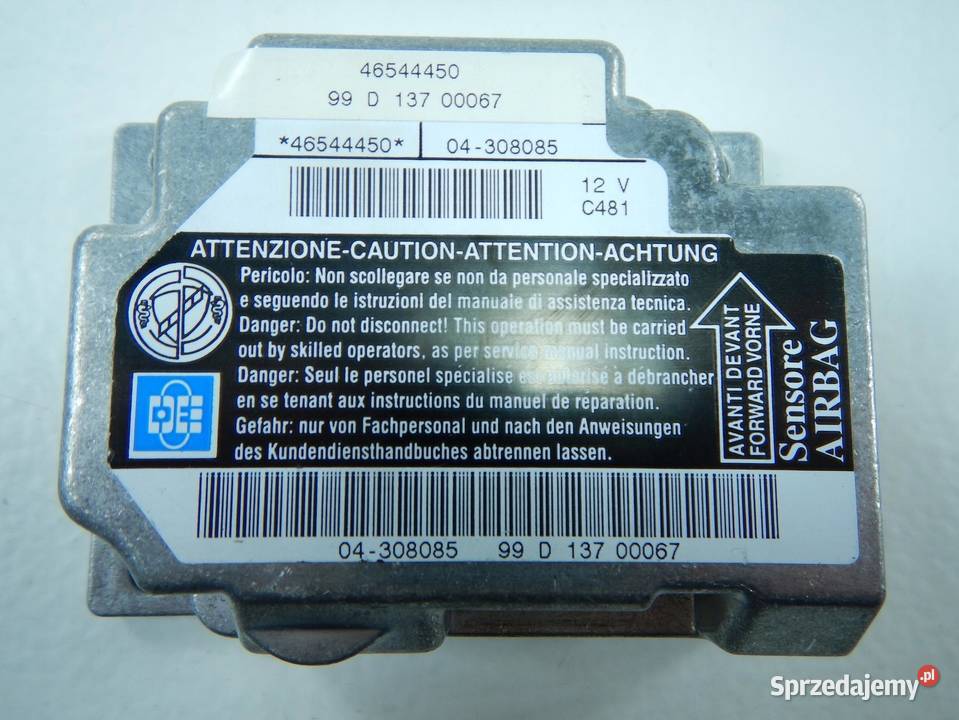 46544450
99 D 137 00067
*46544450* 04-308085
12 V
C481
ATTENZIONE-CAUTION-ATTENTION-ACHTUNG
Pericolo: Non scollegare se non da personale specializzato
e seguendo le istruzioni del manuale di assistenza tecnica.
Danger: Do not disconnect! This operation must be carried
out by skilled operators, as per service manual instruction.
Danger: Seul le personel spécialise est autorisé à débrancher
en se tenant aux instructions du manuel de réparation.
Gefahr: nur von Fachpersonal und nach den Anweisungen
des Kundendiensthandbuches abtrennen lassen.
AVANTI DEVANT
FORWARD VORNE
Sensore
AIRBAG
04-308085 99 D 137 00067
Sprzedajemy.pl